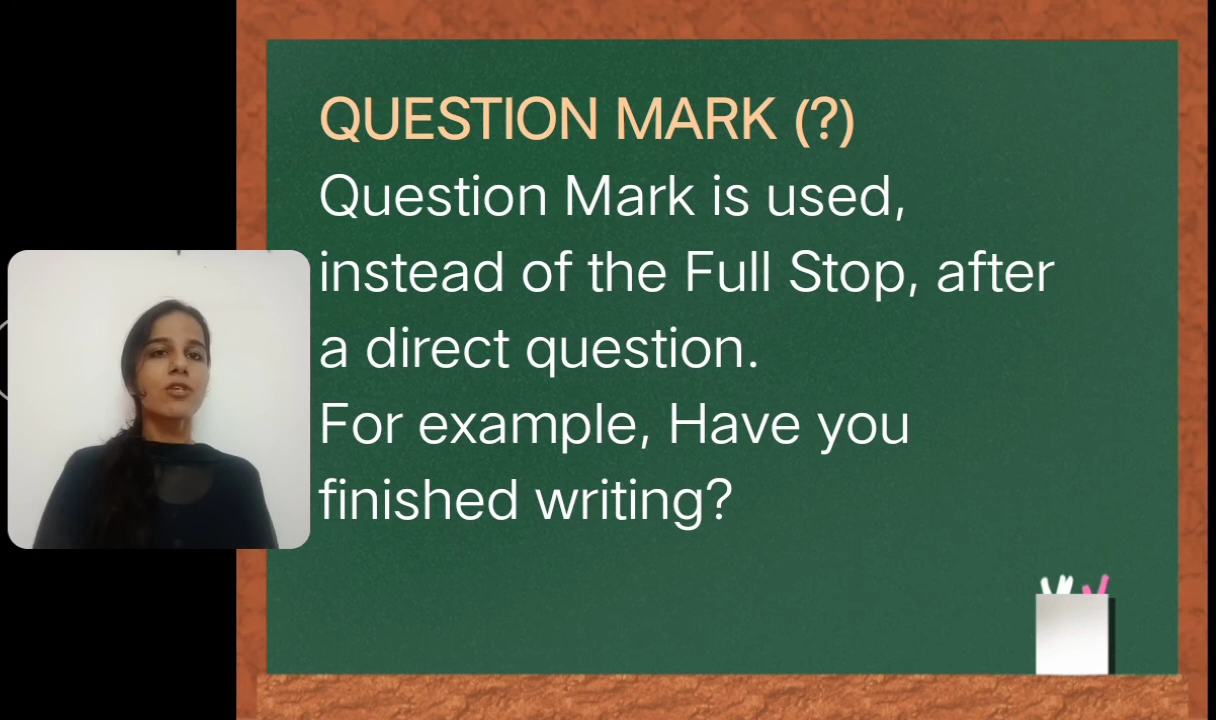 QUESTION MARK (?)
Question Mark is used,
instead of the Full Stop, after
a direct question.
For example, Have you
finished writing?